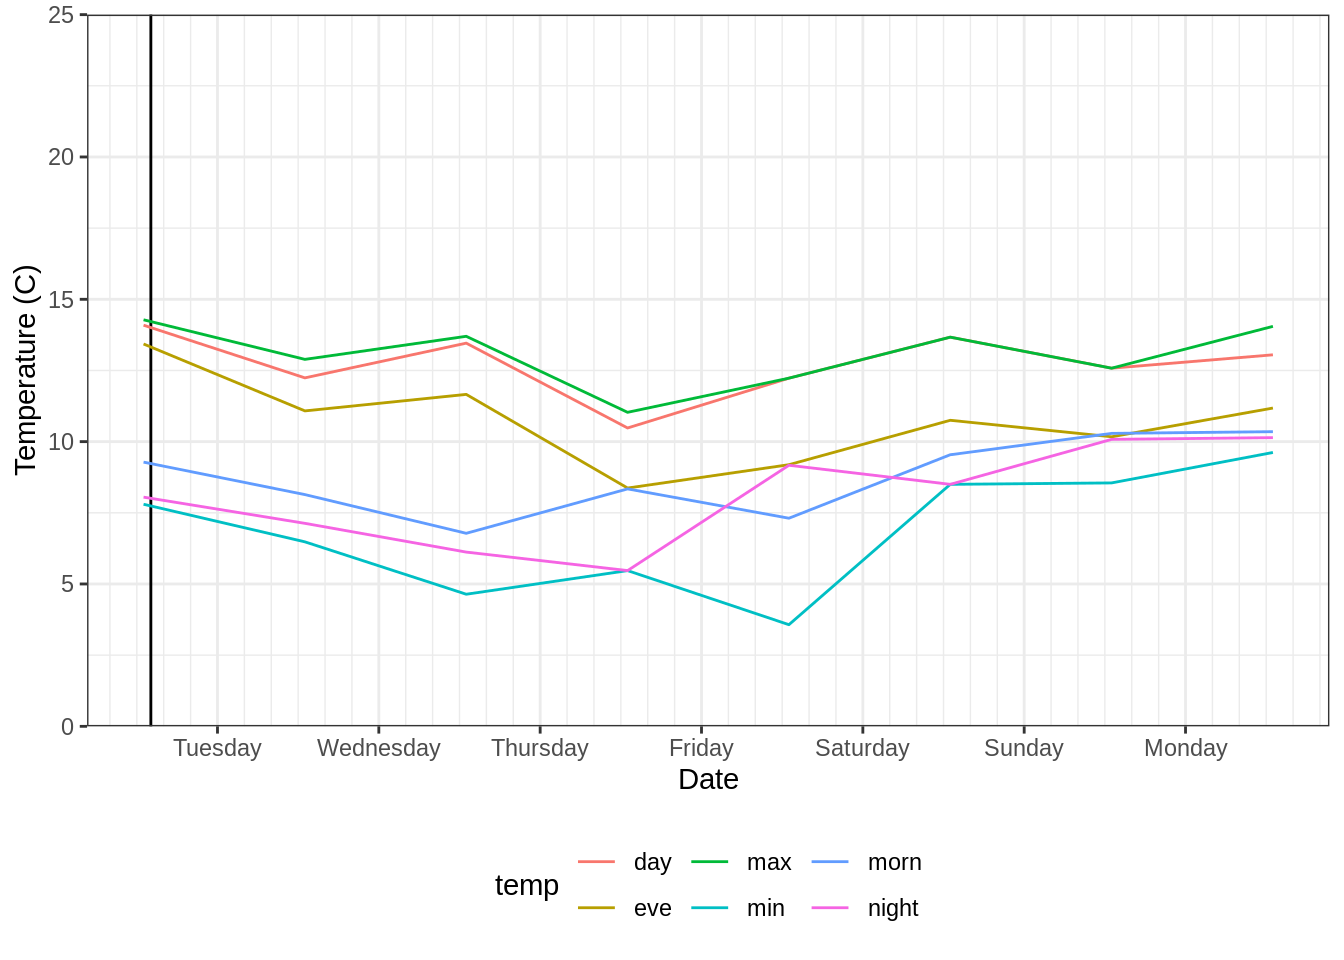 25
20
15
10
5
0
Temperature (C)
Tuesday Wednesday Thursday Friday Saturday Sunday Monday
Date
temp
day max morn
eve min night